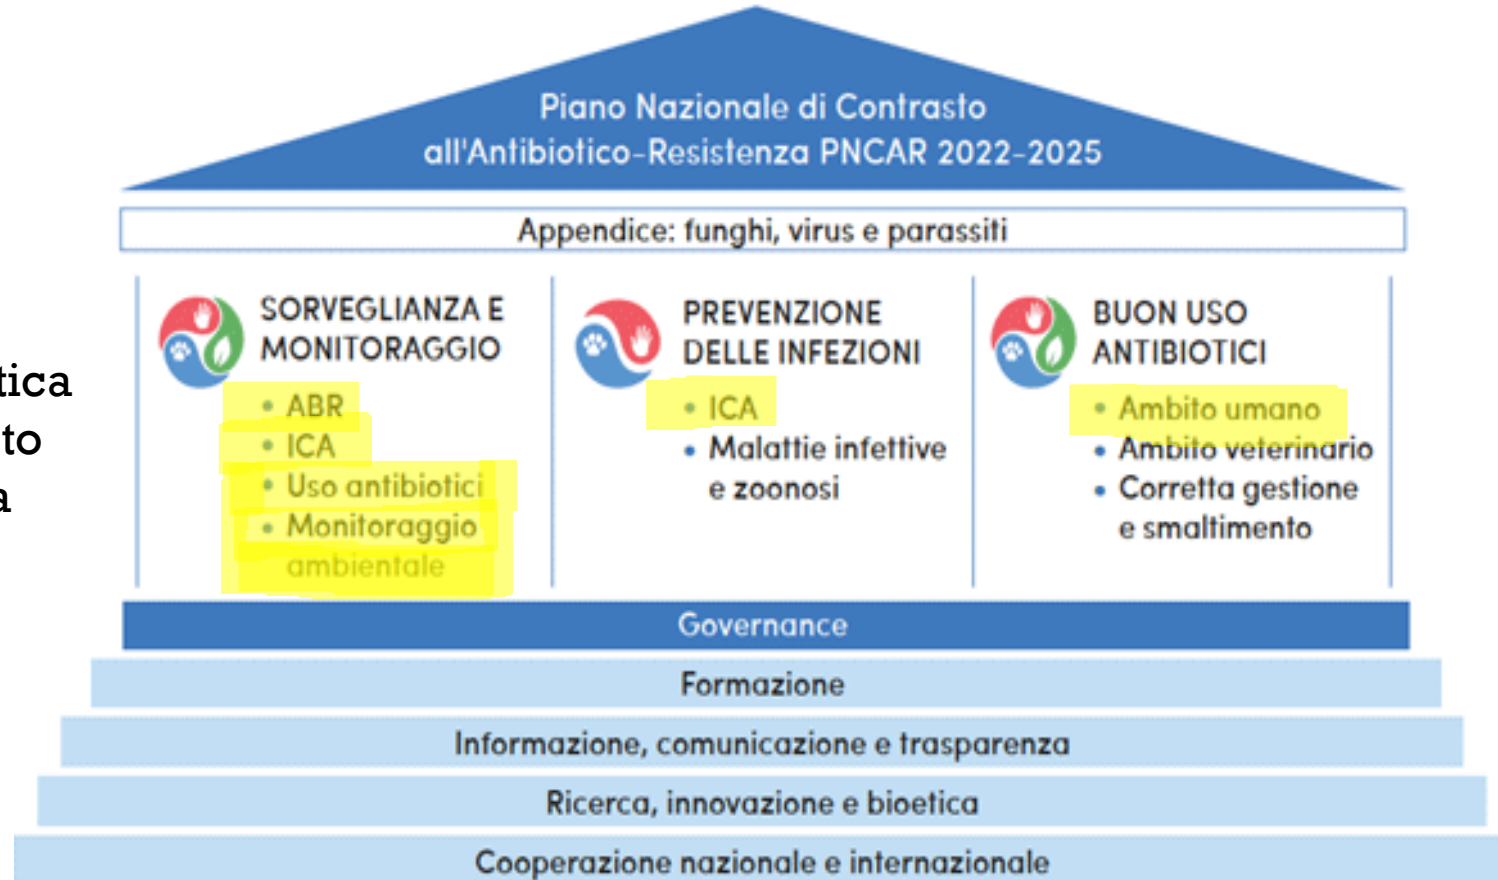 Piano Nazionale di Contrasto
all'Antibiotico-Resistenza PNCAR 2022-2025
Appendice: funghi, virus e parassiti
SORVEGLIANZA E
MONITORAGGIO
• ABR
• ICA
• Uso antibiotici
• Monitoraggio
ambientale
PREVENZIONE
DELLE INFEZIONI
• ICA
• Malattie infettive
e zoonosi
BUON USO
ANTIBIOTICI
• Ambito umano
• Ambito veterinario
• Corretta gestione
e smaltimento
tica
to
a
Governance
Formazione
Informazione, comunicazione e trasparenza
Ricerca, innovazione e bioetica
Cooperazione nazionale e internazionale